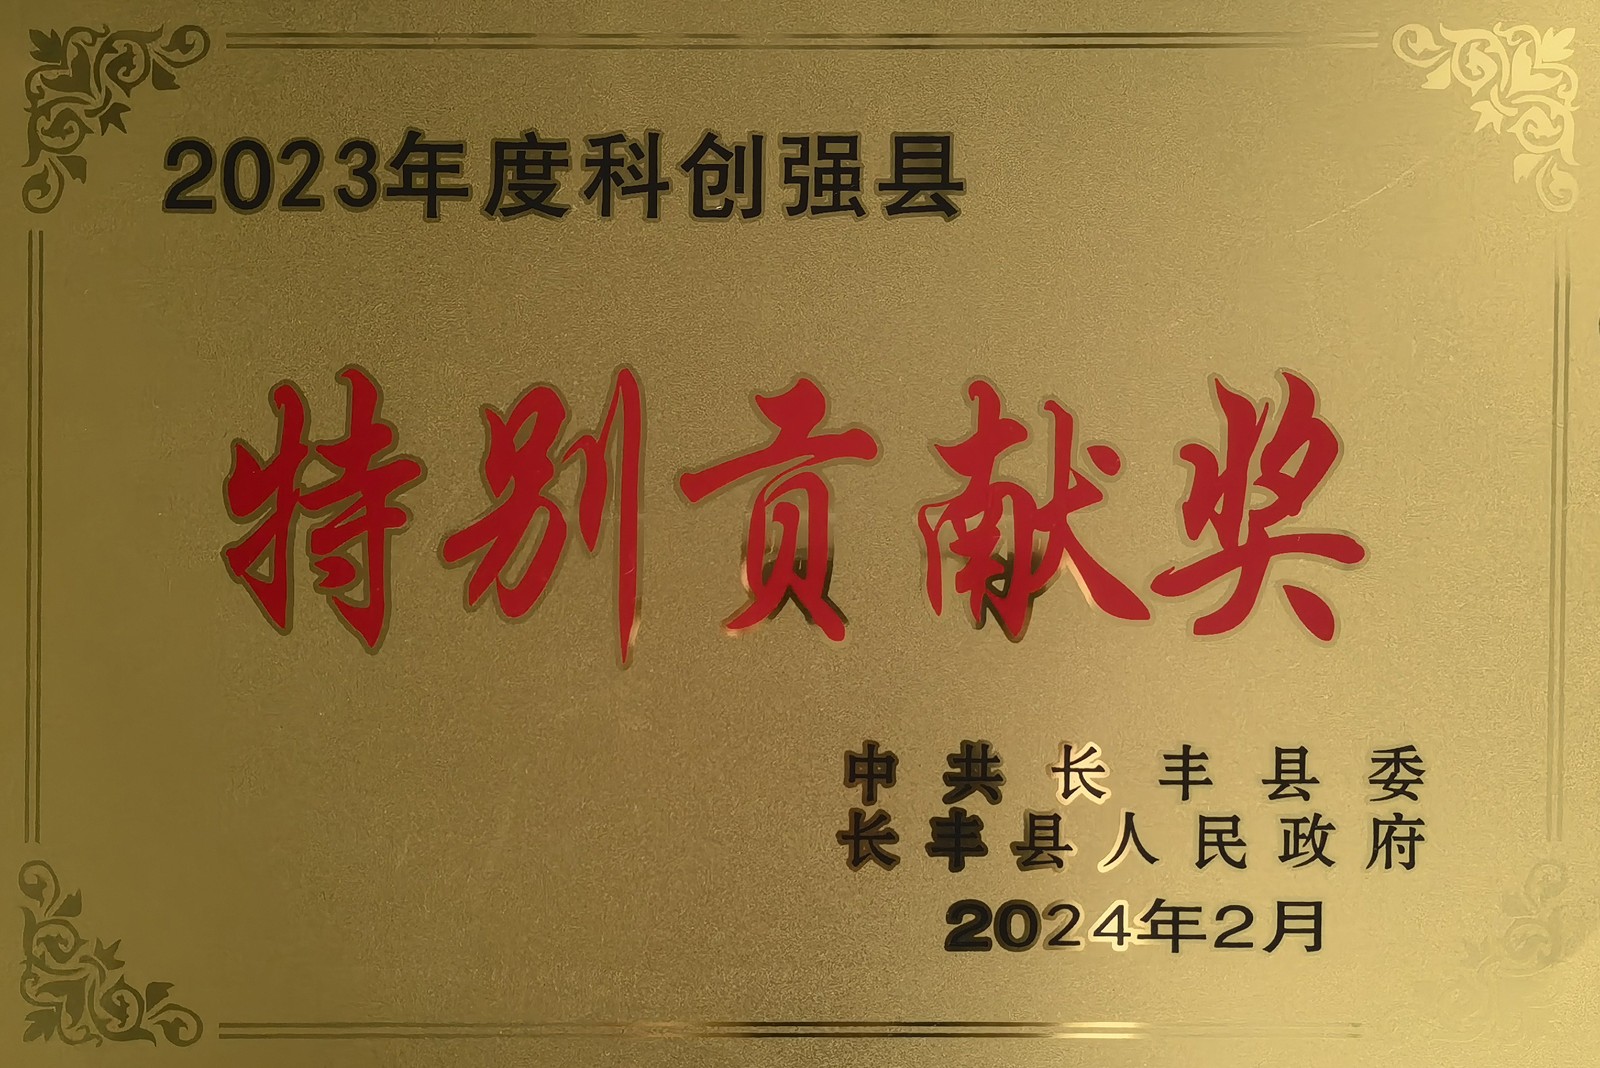 2023年度科创强县
特别贡献奖
中共长丰县委
长丰县人民政府
2024年2月